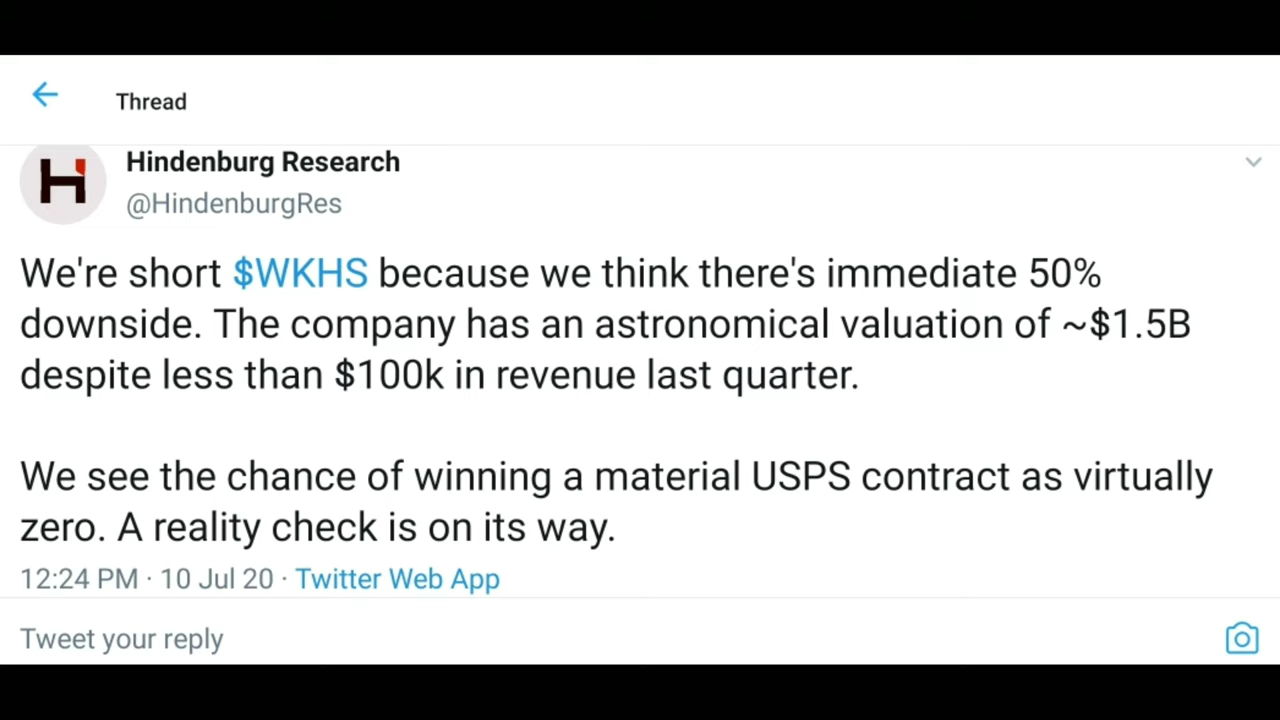 Thread
Hindenburg Research
@HindenburgRes
We're short $WKHS because we think there's immediate 50%
downside. The company has an astronomical valuation of ~$1.5B
despite less than $100k in revenue last quarter.
We see the chance of winning a material USPS contract as virtually
zero. A reality check is on its way.
12:24 PM · 10 Jul 20 · Twitter Web App
Tweet your reply